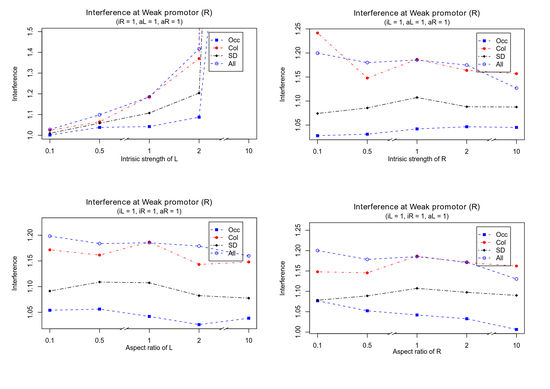 Interference at Weak promotor (R)
(iR = 1, aL = 1, aR = 1)
Interference
1.5
1.4
1.3
1.2
1.1
1.0
Occ
Col
SD
All
0.1 0.5 1 2 10
Intrisic strength of L
Interference at Weak promotor (R)
(iL = 1, aL = 1, aR = 1)
Interference
1.25
1.20
1.15
1.10
1.05
Occ
Col
SD
All
0.1 0.5 1 2 10
Intrisic strength of R
Interference at Weak promotor (R)
(iL = 1, iR = 1, aR = 1)
Interference
1.20
1.15
1.10
1.05
Occ
Col
SD
All
0.1 0.5 1 2 10
Aspect ratio of L
Interference at Weak promotor (R)
(iL = 1, iR = 1, aL = 1)
Interference
1.20
1.15
1.10
1.05
1.00
Occ
Col
SD
All
0.1 0.5 1 2 10
Aspect ratio of R